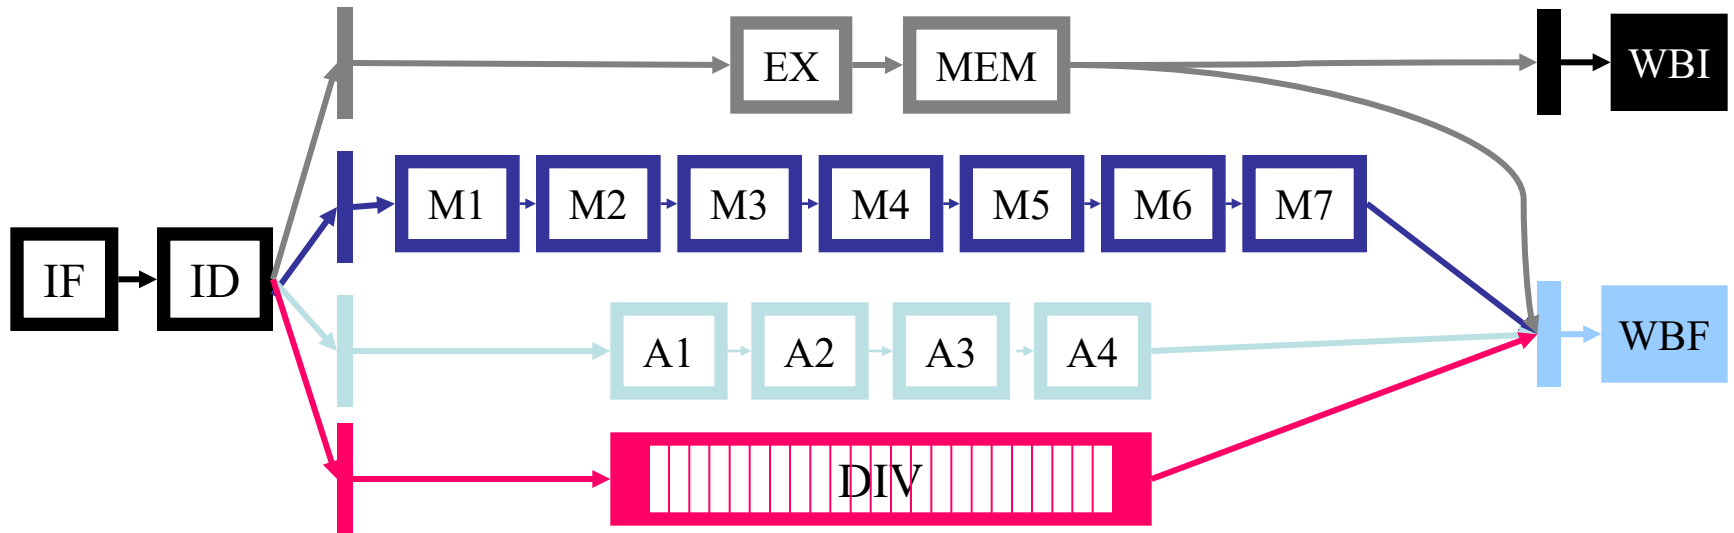 EX MEM WBI
M1 M2 M3 M4 M5 M6 M7
IF ID
A1 A2 A3 A4 WBF
DIV